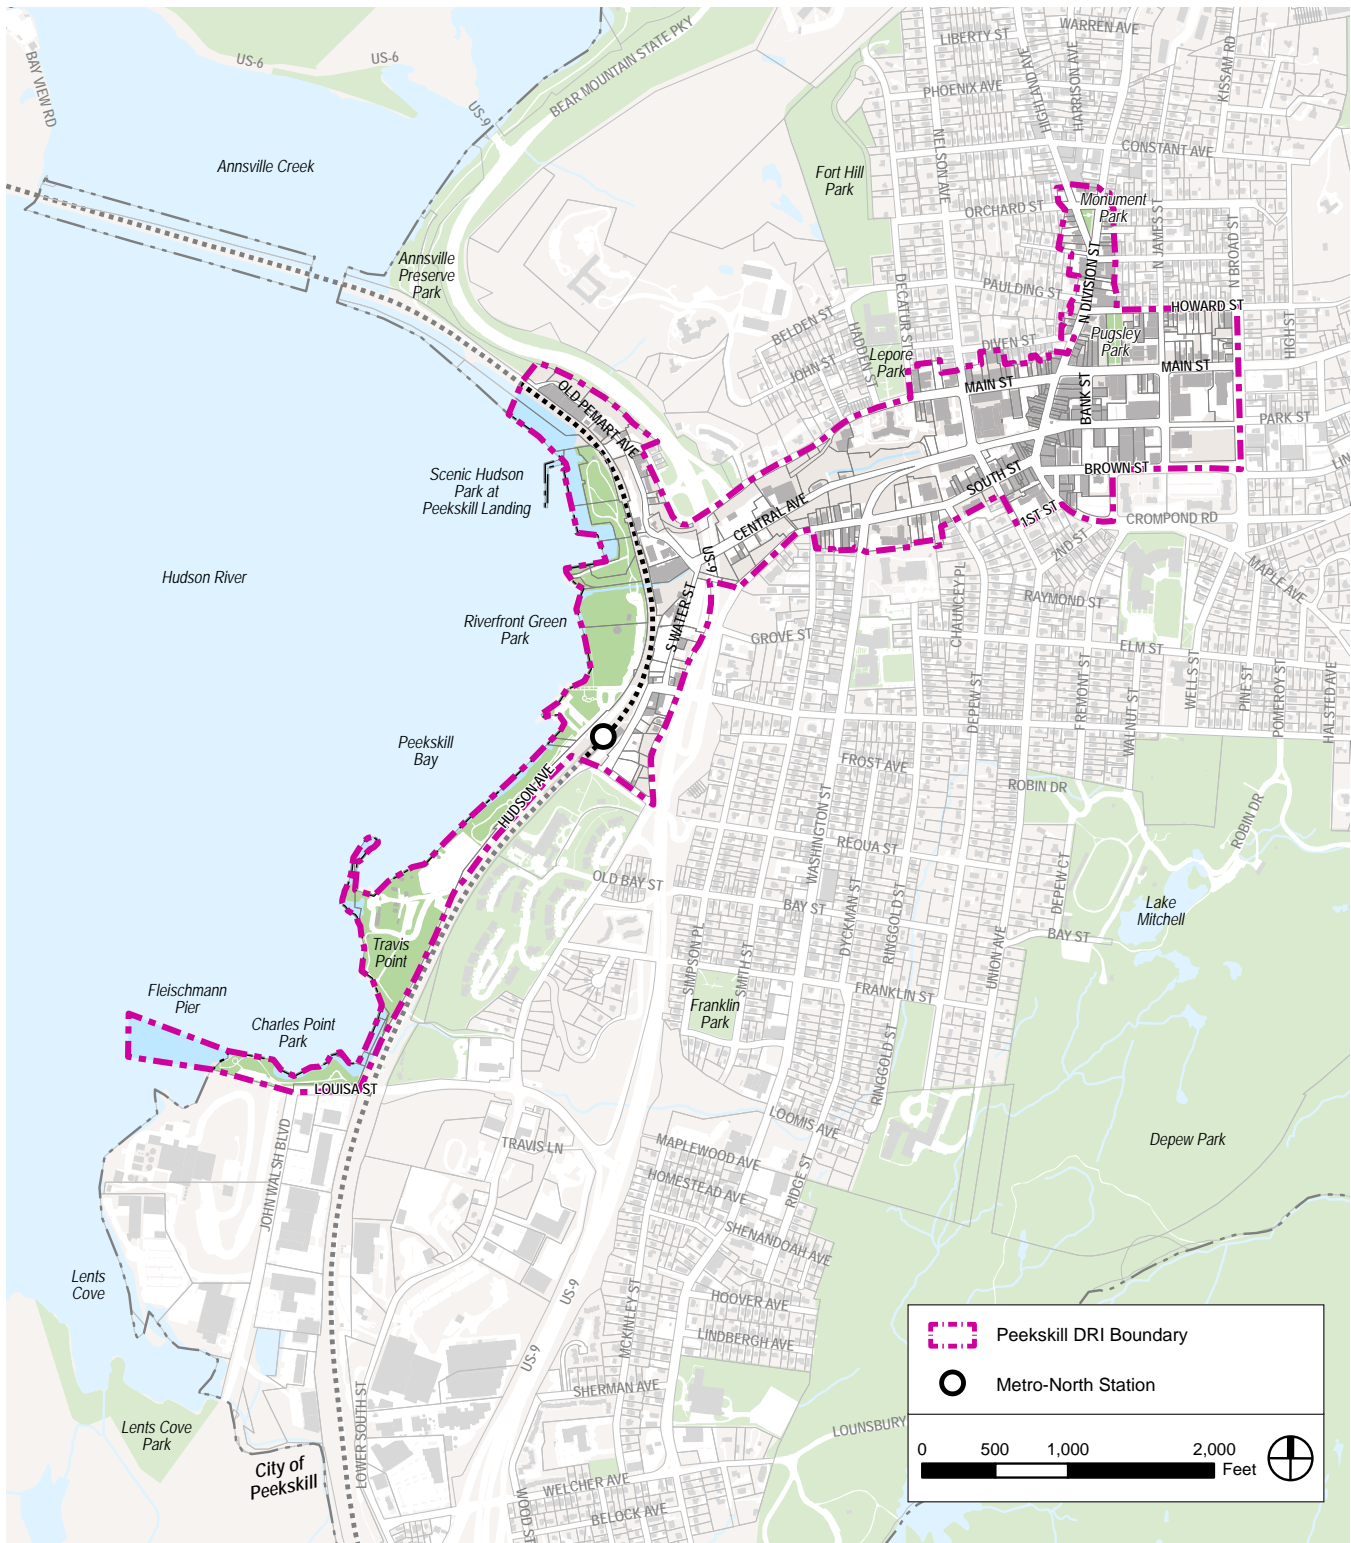 WARREN AVE
LIBERTY ST
US-6
US-6
BAY VIEW RD
BEAR MOUNTAIN STATE PKY
US-9
PHOENIX AVE
HIGHLAND AVE
HARRISON AVE
KISSAM RD
NELSON AVE
CONSTANT AVE
Annsville Creek
Fort Hill
Park
ORCHARD ST
Monument
Park
N JAMES ST
N BROAD ST
Annsville
Preserve
Park
DECATUR ST
PAULDING ST
N DIVISION ST
HOWARD ST
BELDEN ST
HADDEN ST
JOHN ST
Lepore
Park
DIVEN ST
Pugsley
Park
HIGH ST
MAIN ST
MAIN ST
BANK ST
PARK ST
OLD PEMART AVE
Scenic Hudson
Park at
Peekskill Landing
SOUTH ST
BROWN ST
CENTRAL AVE
1ST ST
CROMPOND RD
2ND ST
US-9
Hudson River
MAPLE AVE
CHAUNCEY PL
RAYMOND ST
S WATER ST
Riverfront Green
Park
GROVE ST
ELM ST
DEPEW ST
FREMONT ST
WALNUT ST
WELLS ST
PINE ST
POMEROY ST
HALSTED AVE
Peekskill
Bay
HUDSON AVE
FROST AVE
ROBIN DR
ROBIN DR
WASHINGTON ST
REQUA ST
OLD BAY ST
BAY ST
DYCKMAN ST
RINGGOLD ST
DEPEW CT
Lake
Mitchell
BAY ST
UNION AVE
Travis
Point
SIMPSON PL
SMITH ST
FRANKLIN ST
Franklin
Park
Fleischmann
Pier
Charles Point
Park
RINGGOLD ST
LOUISA ST
LOOMIS AVE
JOHN WALSH BLVD
TRAVIS LN
MAPLEWOOD AVE
HOMESTEAD AVE
RIDGE ST
SHENANDOAH AVE
Depew Park
Lents
Cove
US-9
MCKINLEY ST
HOOVER AVE
LINDBERGH AVE
US-9
SHERMAN AVE
LOWER SOUTH ST
LOUNSBURY
Lents Cove
Park
City of
Peekskill
WELCHER AVE
WOOD ST
BELOCK AVE
Peekskill DRI Boundary
Metro-North Station
0 500 1,000 2,000
Feet